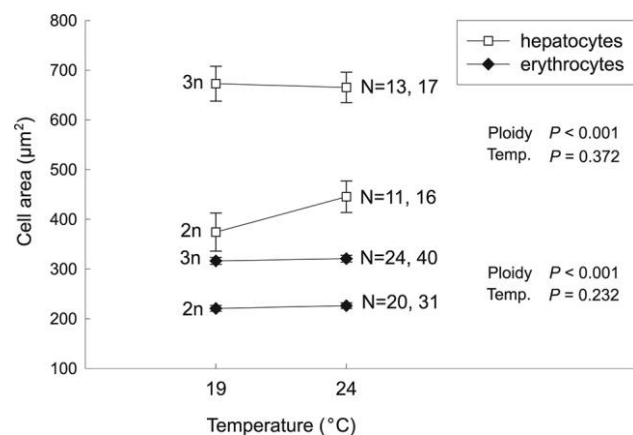 800
700
600
500
400
300
200
100
Cell area (µm²)
19
24
Temperature (°C)
3n
N=13, 17
2n
N=11, 16
3n
N=24, 40
2n
N=20, 31
hepatocytes
erythrocytes
Ploidy P < 0.001
Temp. P = 0.372
Ploidy P < 0.001
Temp. P = 0.232